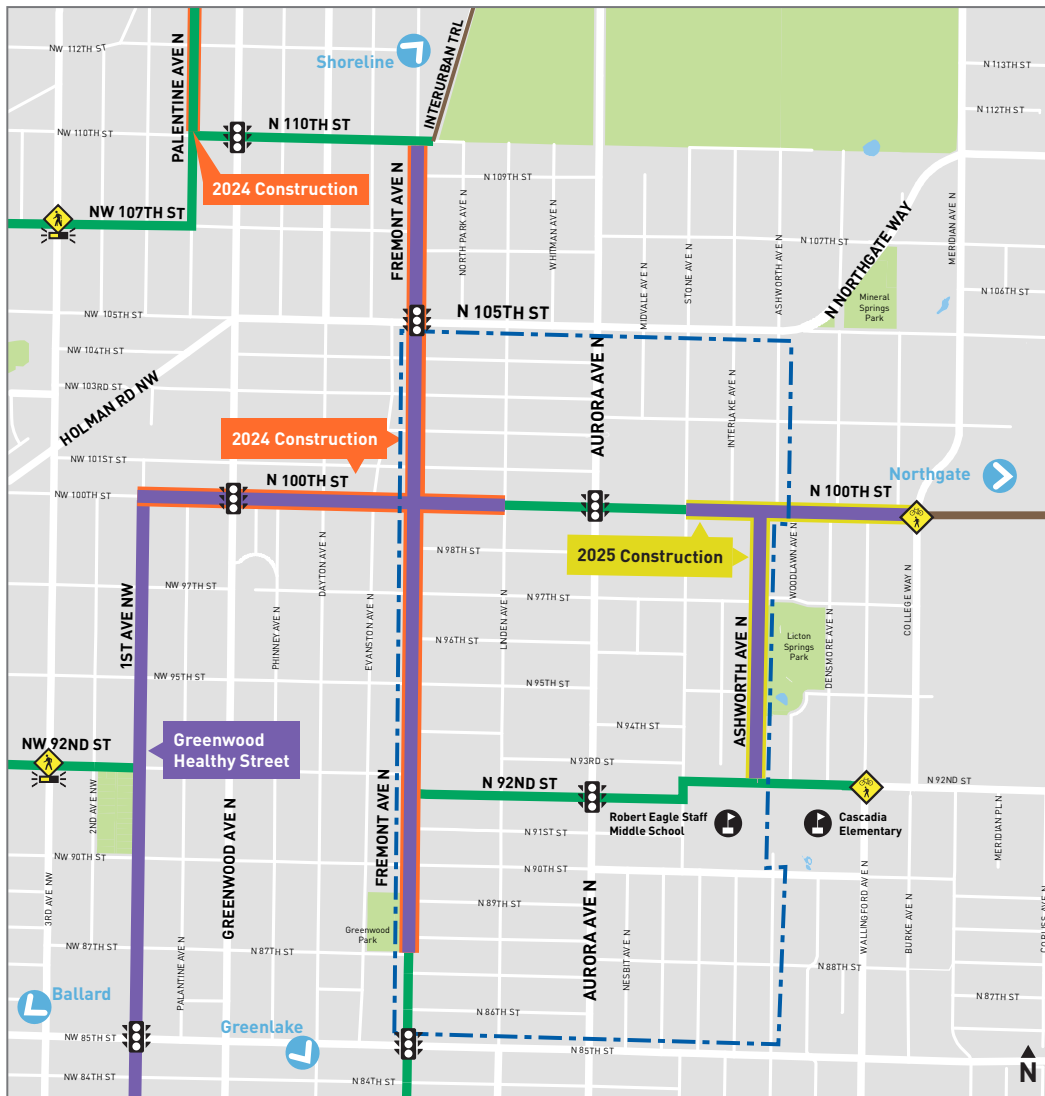 NW 112TH ST
PALENTINE AVE N
Shoreline
INTERURBAN TRL
N 113TH ST
N 112TH ST
NW 110TH ST
N 110TH ST
2024 Construction
N 109TH ST
NW 107TH ST
FREMONT AVE N
NORTH PARK AVE N
WHITMAN AVE N
MIDVALE AVE N
STONE AVE N
ASHWORTH AVE N
N 107TH ST
N NORTHGATE WAY
MERIDIAN AVE N
N 106TH ST
Mineral
Springs
Park
NW 105TH ST
N 105TH ST
NW 104TH ST
NW 103RD ST
HOLMAN RD NW
AURORA AVE N
INTERLAKE AVE N
2024 Construction
NW 101ST ST
NW 100TH ST
N 100TH ST
N 100TH ST
Northgate
2025 Construction
N 98TH ST
NW 97TH ST
N 97TH ST
1ST AVE NW
PHINNEY AVE N
DAYTON AVE N
EVANSTON AVE N
N 96TH ST
LNDEN AVE N
WOODLAWN AVE N
COLLEGE WAY N
Licton
Springs
Park
DENSMORE AVE N
ASHWORTH AVE N
NW 95TH ST
N 95TH ST
N 94TH ST
N 93RD ST
NW 92ND ST
Greenwood
Healthy Street
N 92ND ST
N 92ND ST
2ND AVE NW
GREENWOOD AVE N
FREMONT AVE N
Robert Eagle Staff
Middle School
Cascadia
Elementary
N 91ST ST
NW 90TH ST
N 90TH ST
MERIDIAN PL N
3RD AVE NW
N 89TH ST
AURORA AVE N
WALLINGFORD AVE N
BURKE AVE N
Greenwood
Park
NW 87TH ST
N 87TH ST
PALANTINE AVE N
NESBIT AVE N
N 88TH ST
N 87TH ST
Ballard
Greenlake
N 86TH ST
NW 85TH ST
N 85TH ST
NW 84TH ST
N 84TH ST
N